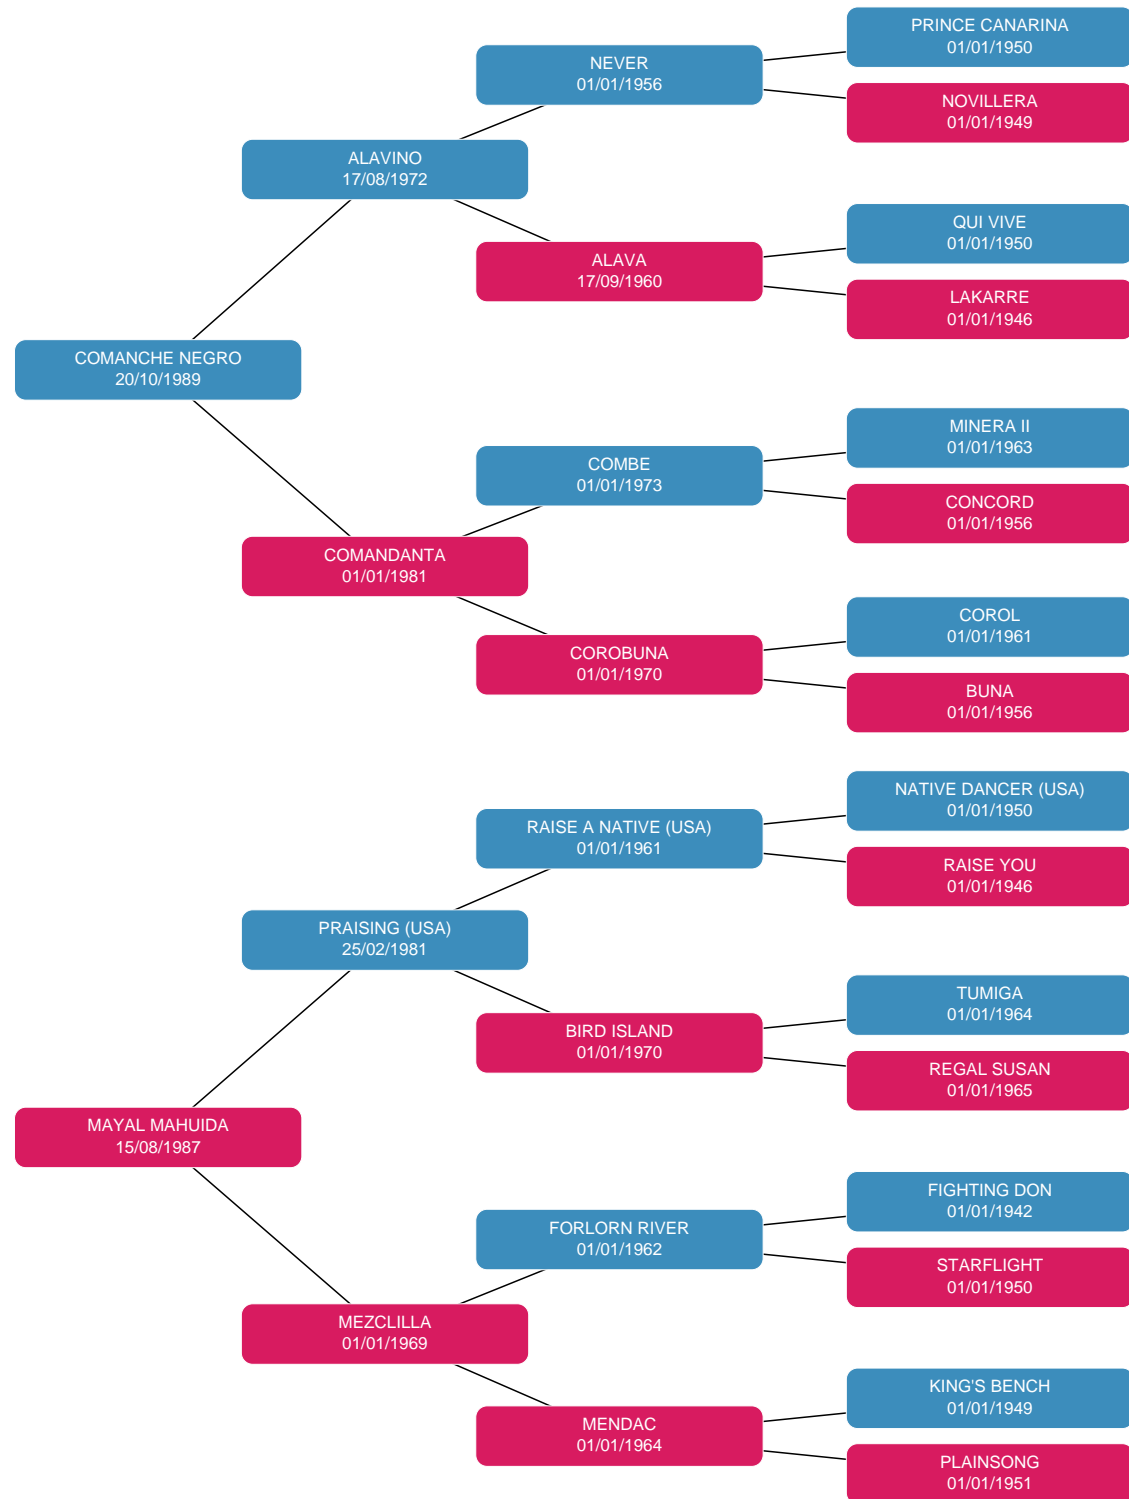 PRINCE CANARINA
01/01/1950
NEVER
01/01/1956
NOVILLERA
01/01/1949
ALAVINO
17/08/1972
QUI VIVE
01/01/1950
ALAVA
17/09/1960
LAKARRE
01/01/1946
COMANCHE NEGRO
20/10/1989
MINERA II
01/01/1963
COMBE
01/01/1973
CONCORD
01/01/1956
COMANDANTA
01/01/1981
COROL
01/01/1961
COROBUNA
01/01/1970
BUNA
01/01/1956
NATIVE DANCER (USA)
01/01/1950
RAISE A NATIVE (USA)
01/01/1961
RAISE YOU
01/01/1946
PRAISING (USA)
25/02/1981
TUMIGA
01/01/1964
BIRD ISLAND
01/01/1970
REGAL SUSAN
01/01/1965
MAYAL MAHUIDA
15/08/1987
FIGHTING DON
01/01/1942
FORLORN RIVER
01/01/1962
STARFLIGHT
01/01/1950
MEZCLILLA
01/01/1969
KING'S BENCH
01/01/1949
MENDAC
01/01/1964
PLAINSONG
01/01/1951